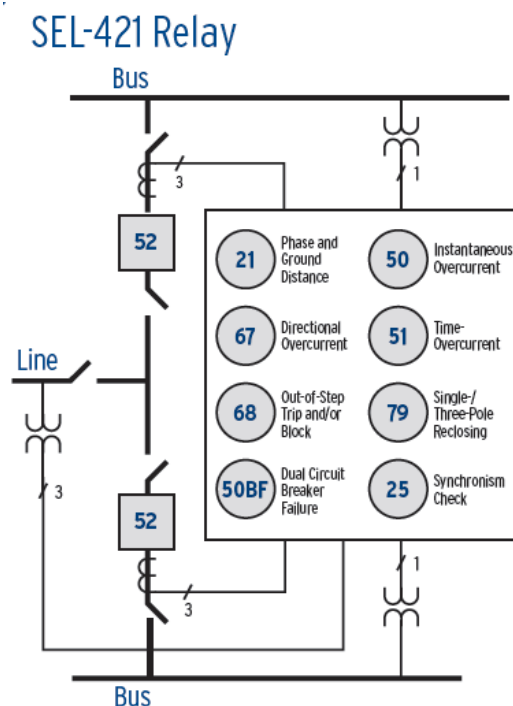 SEL-421 Relay
Bus
3
1
52
21
Phase and
Ground
Distance
50
Instantaneous
Overcurrent
67
Directional
Overcurrent
51
Time-
Overcurrent
Line
68
Out-of-Step
Trip and/or
Block
79
Single-/
Three-Pole
Reclosing
3
50BF
Dual Circuit
Breaker
Failure
25
Synchronism
Check
52
1
3
Bus